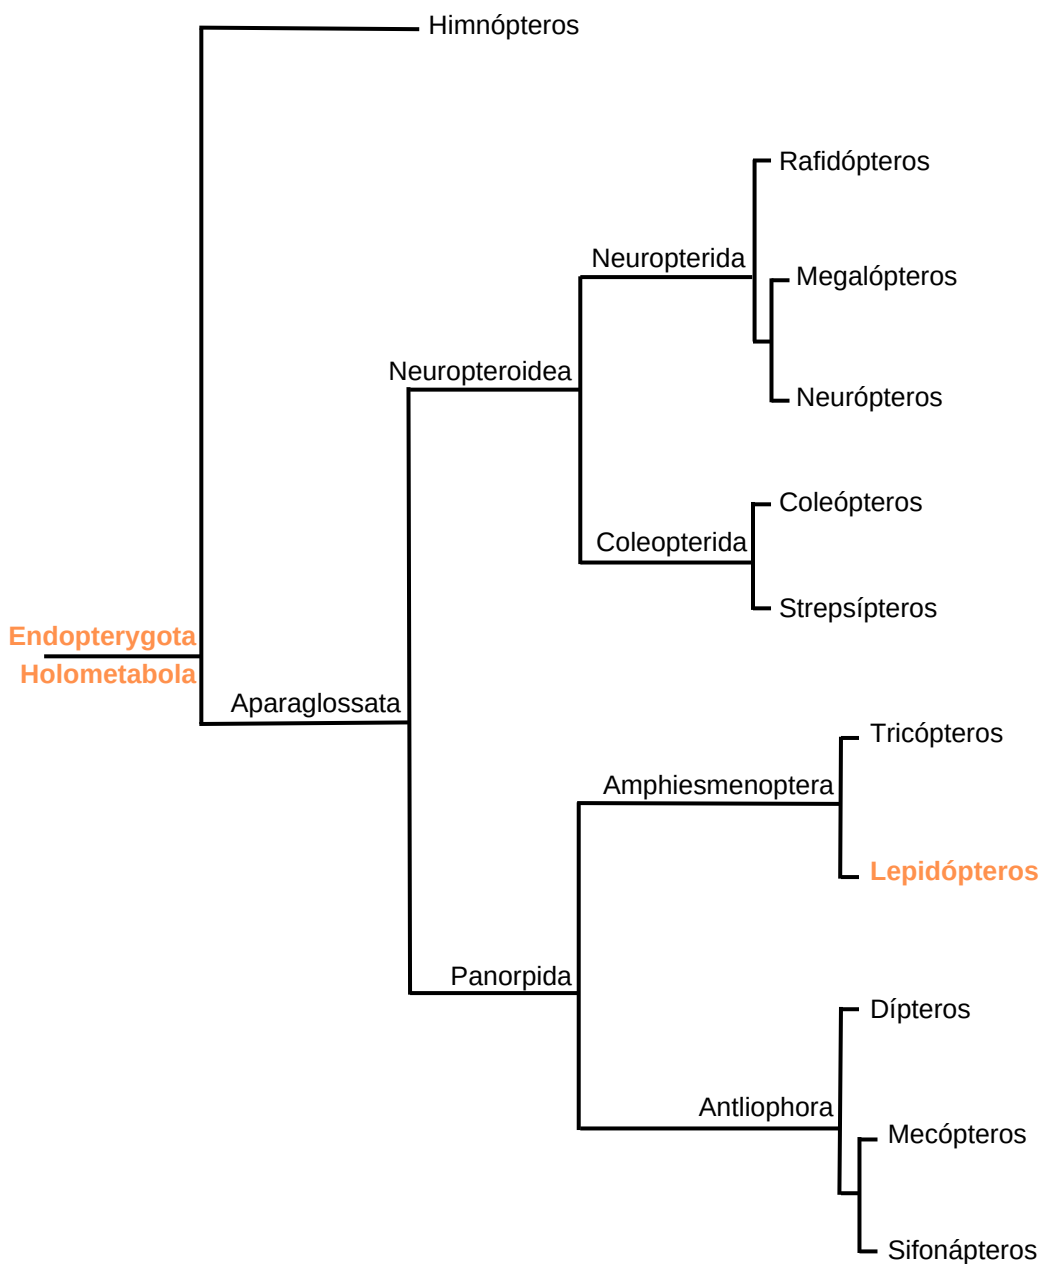 Himnópteros
Rafidópteros
Neuropterida
Megalópteros
Neuropteroidea
Neurópteros
Coleópteros
Coleopterida
Strepsípteros
Endopterygota
Holometabola
Aparaglossata
Tricópteros
Amphiesmenoptera
Lepidópteros
Panorpida
Dípteros
Antliophora
Mecópteros
Sifonápteros